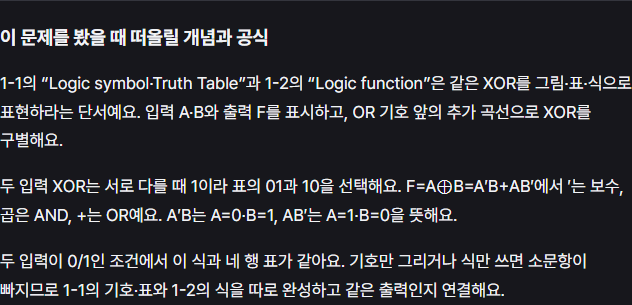 이 문제를 봤을 때 떠올릴 개념과 공식
1-1의 “Logic symbol·Truth Table”과 1-2의 “Logic function”은 같은 XOR를 그림·표·식으로
표현하라는 단서예요. 입력 A·B와 출력 F를 표시하고, OR 기호 앞의 추가 곡선으로 XOR를
구별해요.
두 입력 XOR는 서로 다를 때 1이라 표의 01과 10을 선택해요. F=A⊕B=A′B+AB′에서 ′는 보수,
곱은 AND, +는 OR예요. A′B는 A=0·B=1, AB′는 A=1·B=0을 뜻해요.
두 입력이 0/1인 조건에서 이 식과 네 행 표가 같아요. 기호만 그리거나 식만 쓰면 소문항이
빠지므로 1-1의 기호·표와 1-2의 식을 따로 완성하고 같은 출력인지 연결해요.